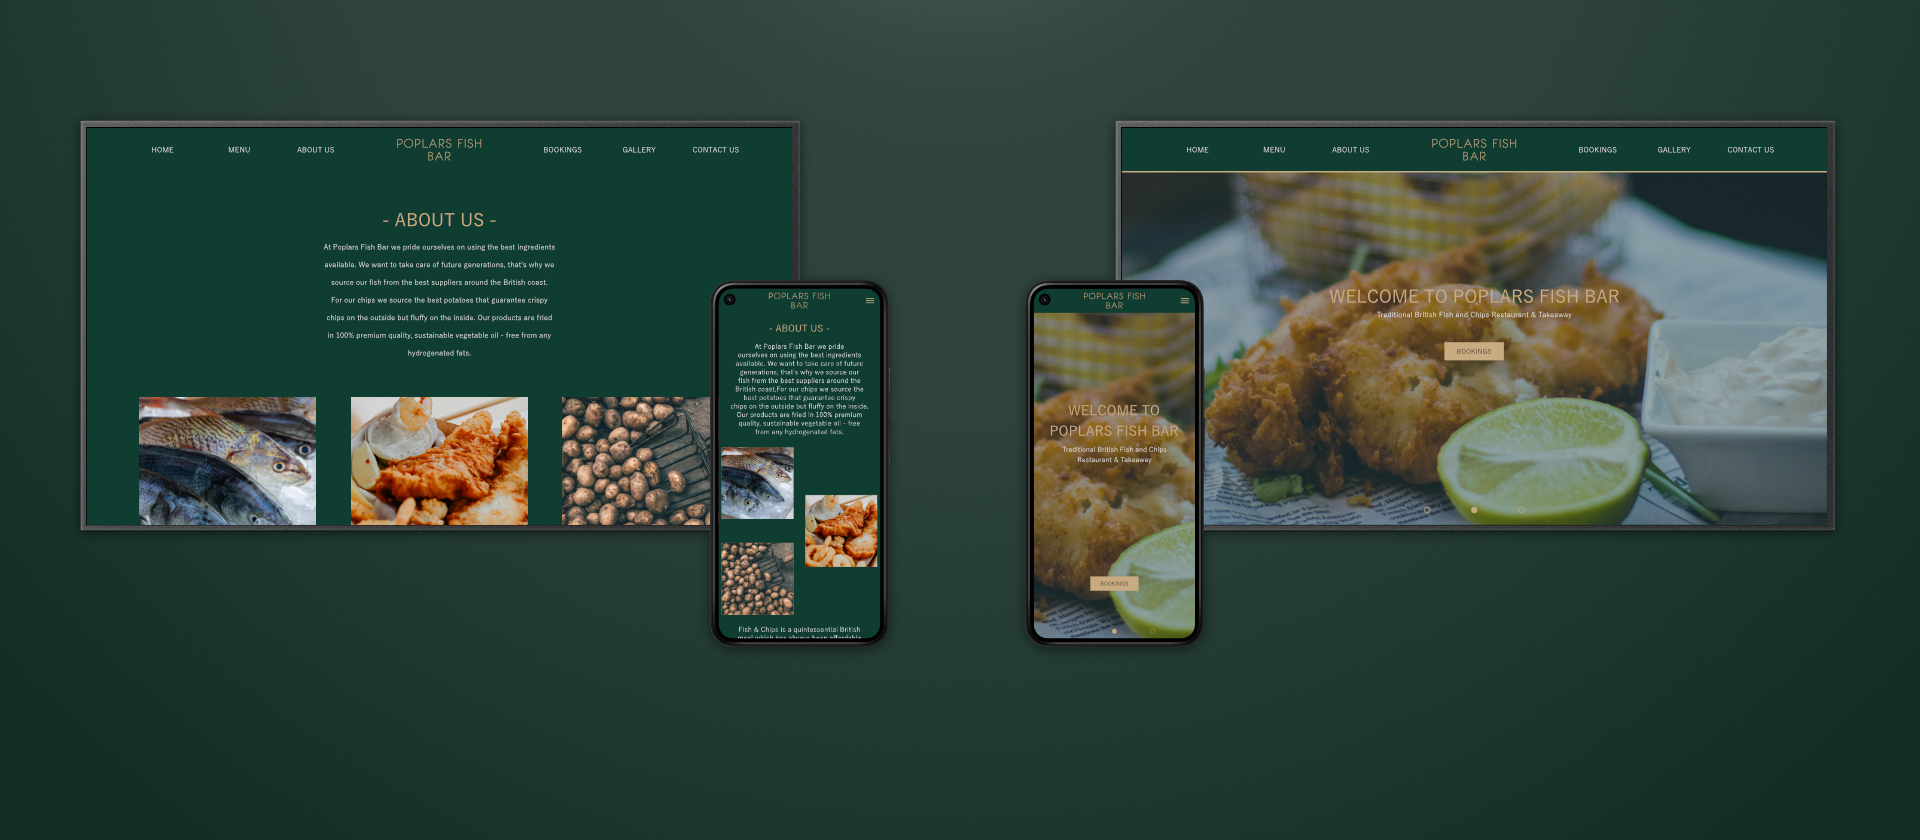 HOME
MENU
ABOUT US
POPLARS FISH
BAR
BOOKINGS
GALLERY
CONTACT US
- ABOUT US -
At Poplars Fish Bar we pride ourselves on using the best ingredients
available. We want to take care of future generations, that's why we
source our fish from the best suppliers around the British coast.
For our chips we source the best potatoes that guarantee crispy
chips on the outside but fluffy on the inside. Our products are fried
in 100% premium quality, sustainable vegetable oil - free from any
hydrogenated fats.
POPLARS FISH
BAR
- ABOUT US -
At Poplars Fish Bar we pride
ourselves on using the best ingredients
available. We want to take care of future
generations, that's why we source our
fish from the best suppliers around the
British coast.For our chips we source the
best potatoes that guarantee crispy
chips on the outside but fluffy on the inside.
Our products are fried in 100% premium
quality, sustainable vegetable oil - free
from any hydrogenated fats.
Fish & Chips is a quintessential British
meal which has always been affordable
POPLARS FISH
BAR
WELCOME TO
POPLARS FISH BAR
Traditional British Fish and Chips
Restaurant & Takeaway
BOOKINGS
HOME
MENU
ABOUT US
POPLARS FISH
BAR
BOOKINGS
GALLERY
CONTACT US
WELCOME TO POPLARS FISH BAR
Traditional British Fish and Chips Restaurant & Takeaway
BOOKINGS